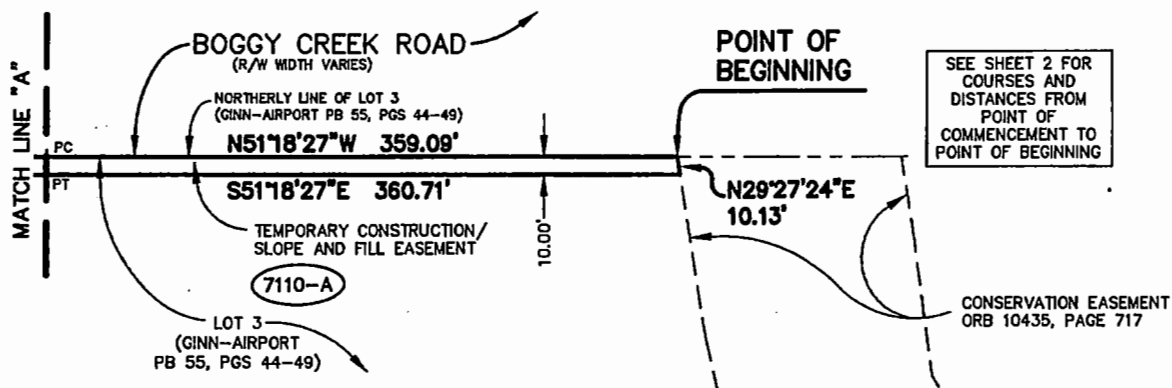 BOGGY CREEK ROAD
(R/W WIDTH VARIES)
POINT OF
BEGINNING
SEE SHEET 2 FOR
COURSES AND
DISTANCES FROM
POINT OF
COMMENCEMENT TO
POINT OF BEGINNING
MATCH LINE "A"
NORTHERLY LINE OF LOT 3
(GINN-AIRPORT PB 55, PGS 44-49)
PC
N51°18'27"W 359.09'
PT
S51°18'27"E 360.71'
N29°27'24"E
10.13'
10.00'
TEMPORARY CONSTRUCTION/
SLOPE AND FILL EASEMENT
7110-A
LOT 3
(GINN-AIRPORT
PB 55, PGS 44-49)
CONSERVATION EASEMENT
ORB 10435, PAGE 717